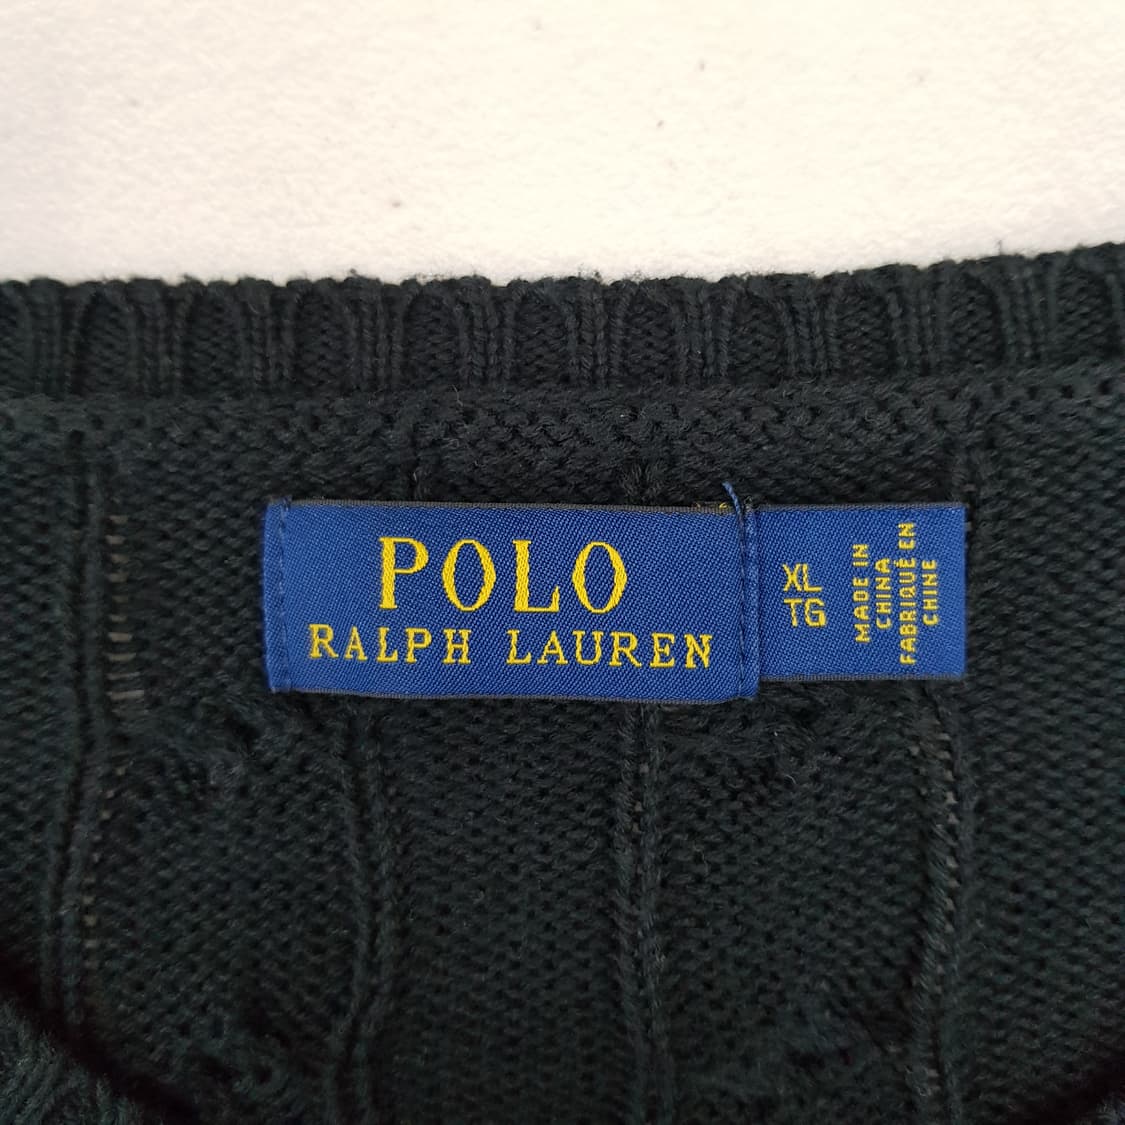 POLO
RALPH LAUREN
XL
TG
MADE IN
CHINA
FABRIQUÉ EN
CHINE